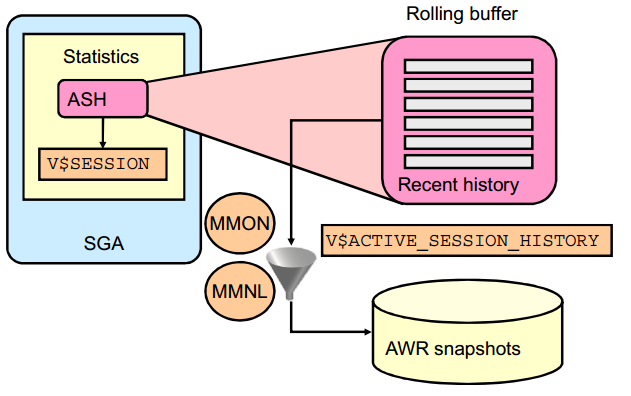 Rolling buffer
Statistics
ASH
V$SESSION
SGA
Recent history
MMON
V$ACTIVE_SESSION_HISTORY
MMNL
AWR snapshots